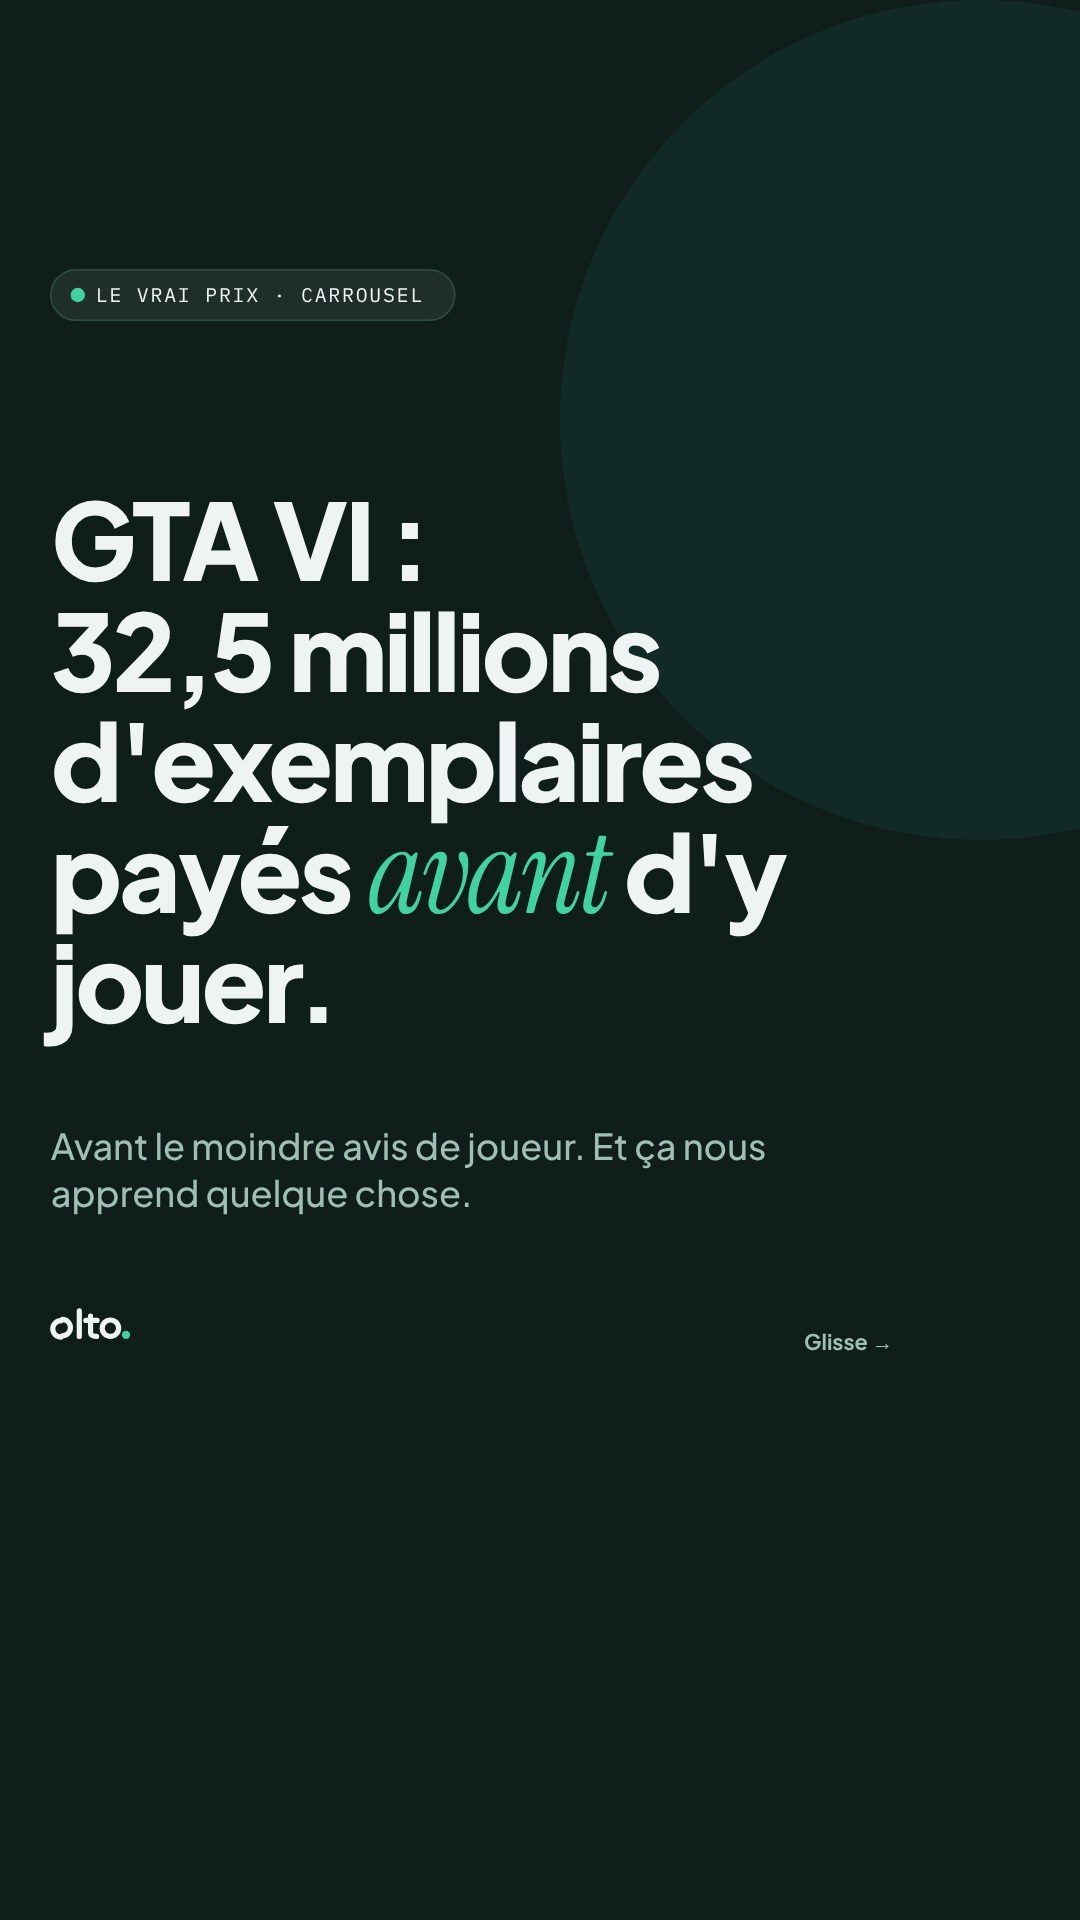 LE VRAI PRIX · CARROUSEL
GTA VI :
32,5 millions
d'exemplaires
payés avant d'y
jouer.
Avant le moindre avis de joueur. Et ça nous
apprend quelque chose.
olto.
Glisse →